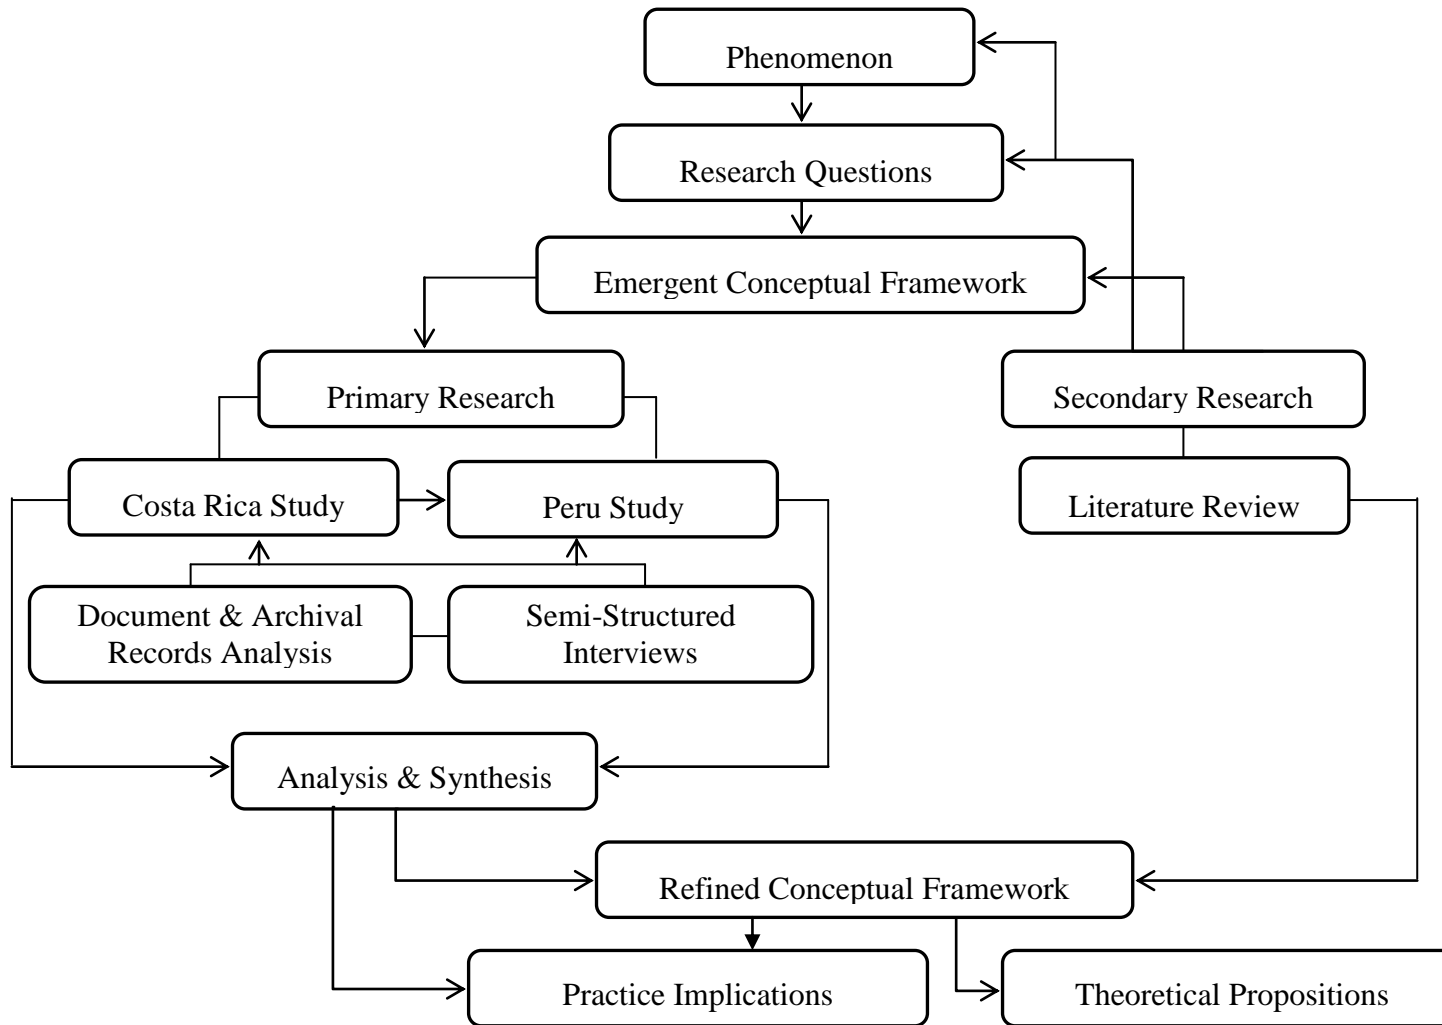 Phenomenon
Research Questions
Emergent Conceptual Framework
Primary Research
Secondary Research
Costa Rica Study
Peru Study
Literature Review
Document & Archival
Records Analysis
Semi-Structured
Interviews
Analysis & Synthesis
Refined Conceptual Framework
Practice Implications
Theoretical Propositions